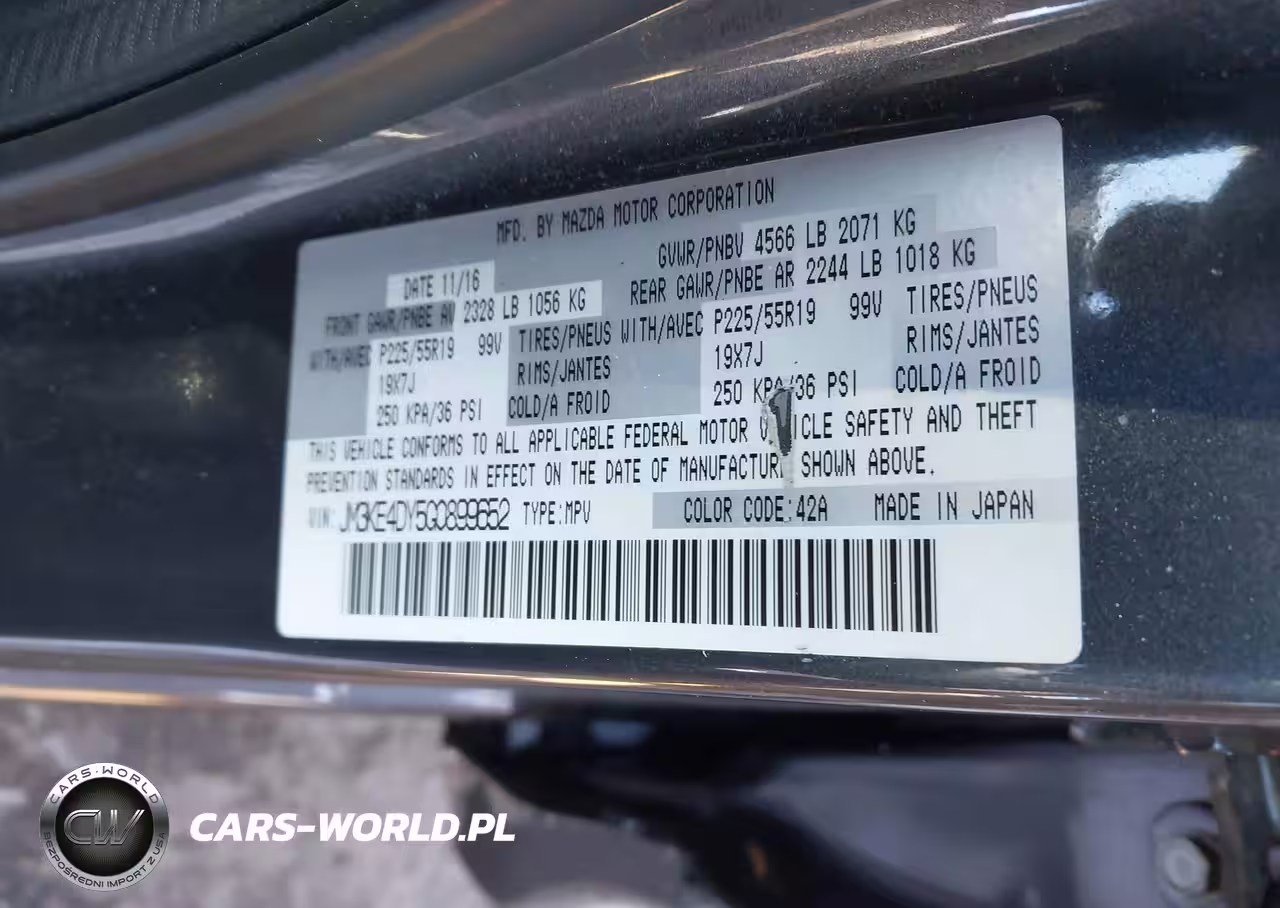 MFD. BY MAZDA MOTOR CORPORATION
DATE 11/16 GVWR/PNBV 4566 LB 2071 KG
FRONT GAWR/PNBE AV 2328 LB 1056 KG REAR GAWR/PNBE AR 2244 LB 1018 KG
WITH/AVEC P225/55R19 99V TIRES/PNEUS WITH/AVEC P225/55R19 99V TIRES/PNEUS
19X7J RIMS/JANTES 19X7J RIMS/JANTES
250 KPA/36 PSI COLD/A FROID 250 KPA/36 PSI COLD/A FROID
THIS VEHICLE CONFORMS TO ALL APPLICABLE FEDERAL MOTOR VEHICLE SAFETY AND THEFT
PREVENTION STANDARDS IN EFFECT ON THE DATE OF MANUFACTURE SHOWN ABOVE.
VIN: JM3KE4DY5G0899652 TYPE:MPV COLOR CODE:42A MADE IN JAPAN
CARS-WORLD
CW
BEZPOŚREDNI IMPORT Z USA
CARS-WORLD.PL